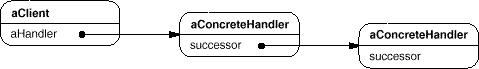 aClient
aHandler
aConcreteHandler
successor
aConcreteHandler
successor